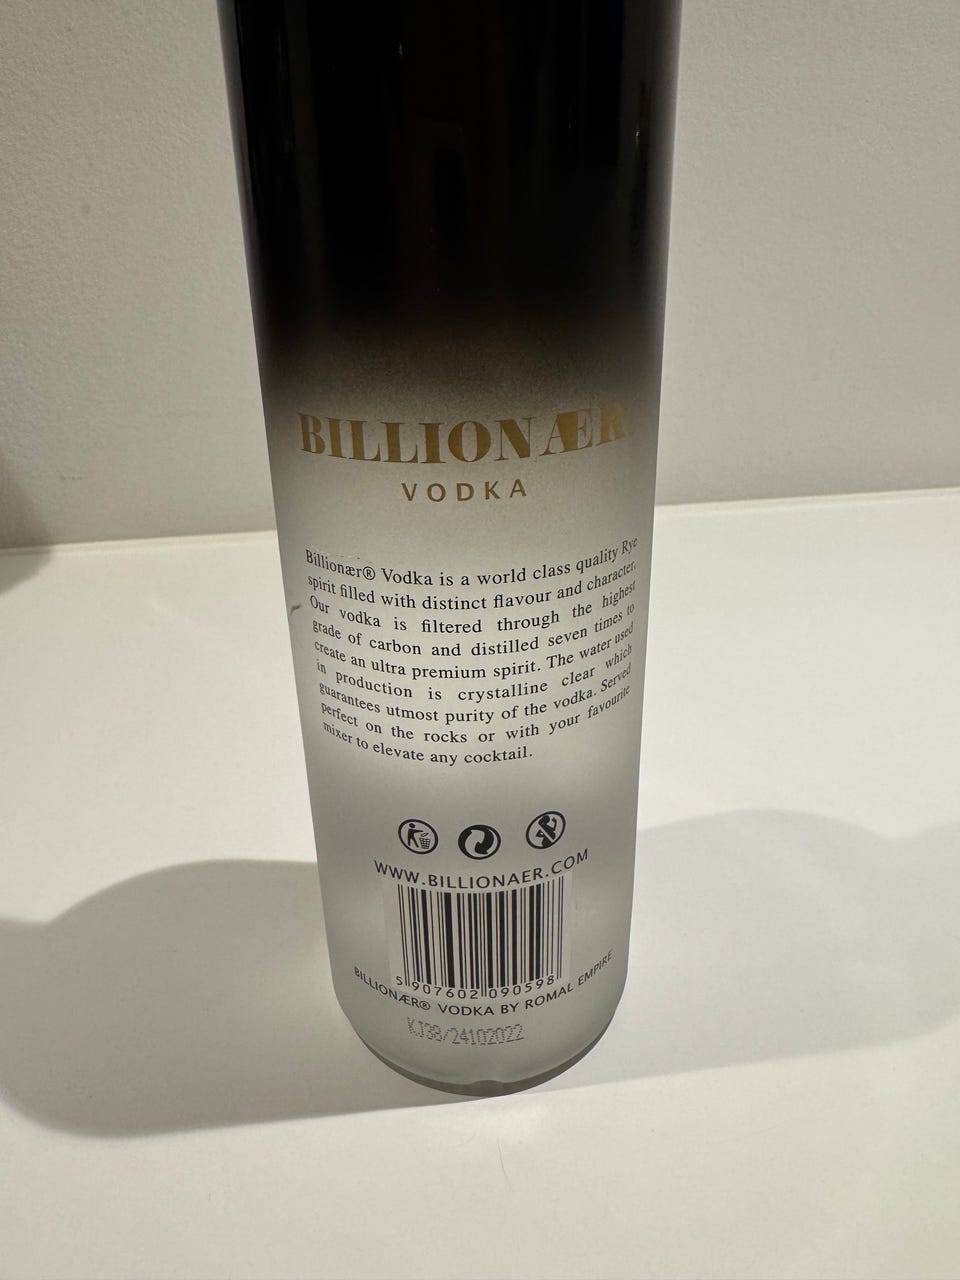 BILLIONÆR
VODKA
Billionær® Vodka is a world class quality Rye
spirit filled with distinct flavour and character.
Our vodka is filtered through the highest
grade of carbon and distilled seven times to
create an ultra premium spirit. The water used
in production is crystalline clear which
guarantees utmost purity of the vodka. Served
perfect on the rocks or with your favourite
mixer to elevate any cocktail.
WWW.BILLIONAER.COM
5 907602 090598
BILLIONÆR® VODKA BY ROMAL EMPIRE
KJ38/24102022